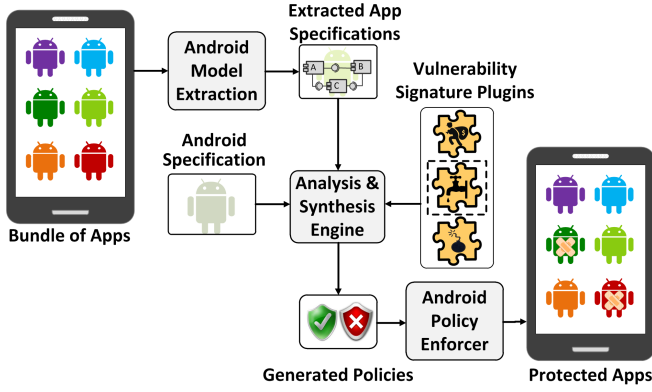 Extracted App
Specifications
Android
Model
Extraction
A
B
C
Vulnerability
Signature Plugins
Android
Specification
Analysis &
Synthesis
Engine
Bundle of Apps
Android
Policy
Enforcer
Generated Policies
Protected Apps